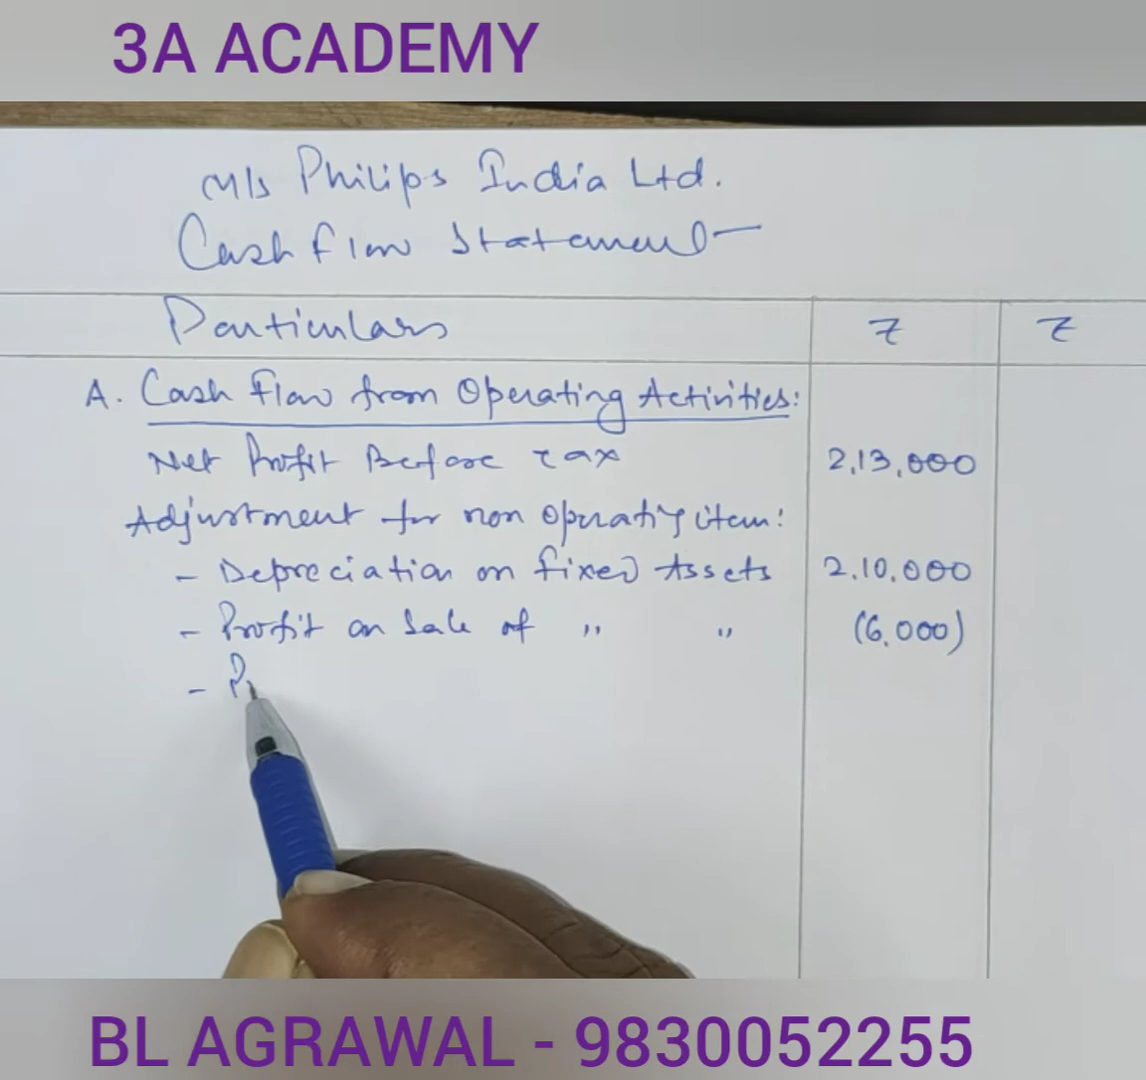 3A ACADEMY
M/s Philips India Ltd.
Cash flow Statement
Particulars ₹ ₹
A. Cash Flow from Operating Activities:
Net Profit Before Tax 2,13,000
Adjustment for non operating item:
- Depreciation on fixed Assets 2,10,000
- Profit on Sale of " " (6,000)
- P
BL AGRAWAL - 9830052255